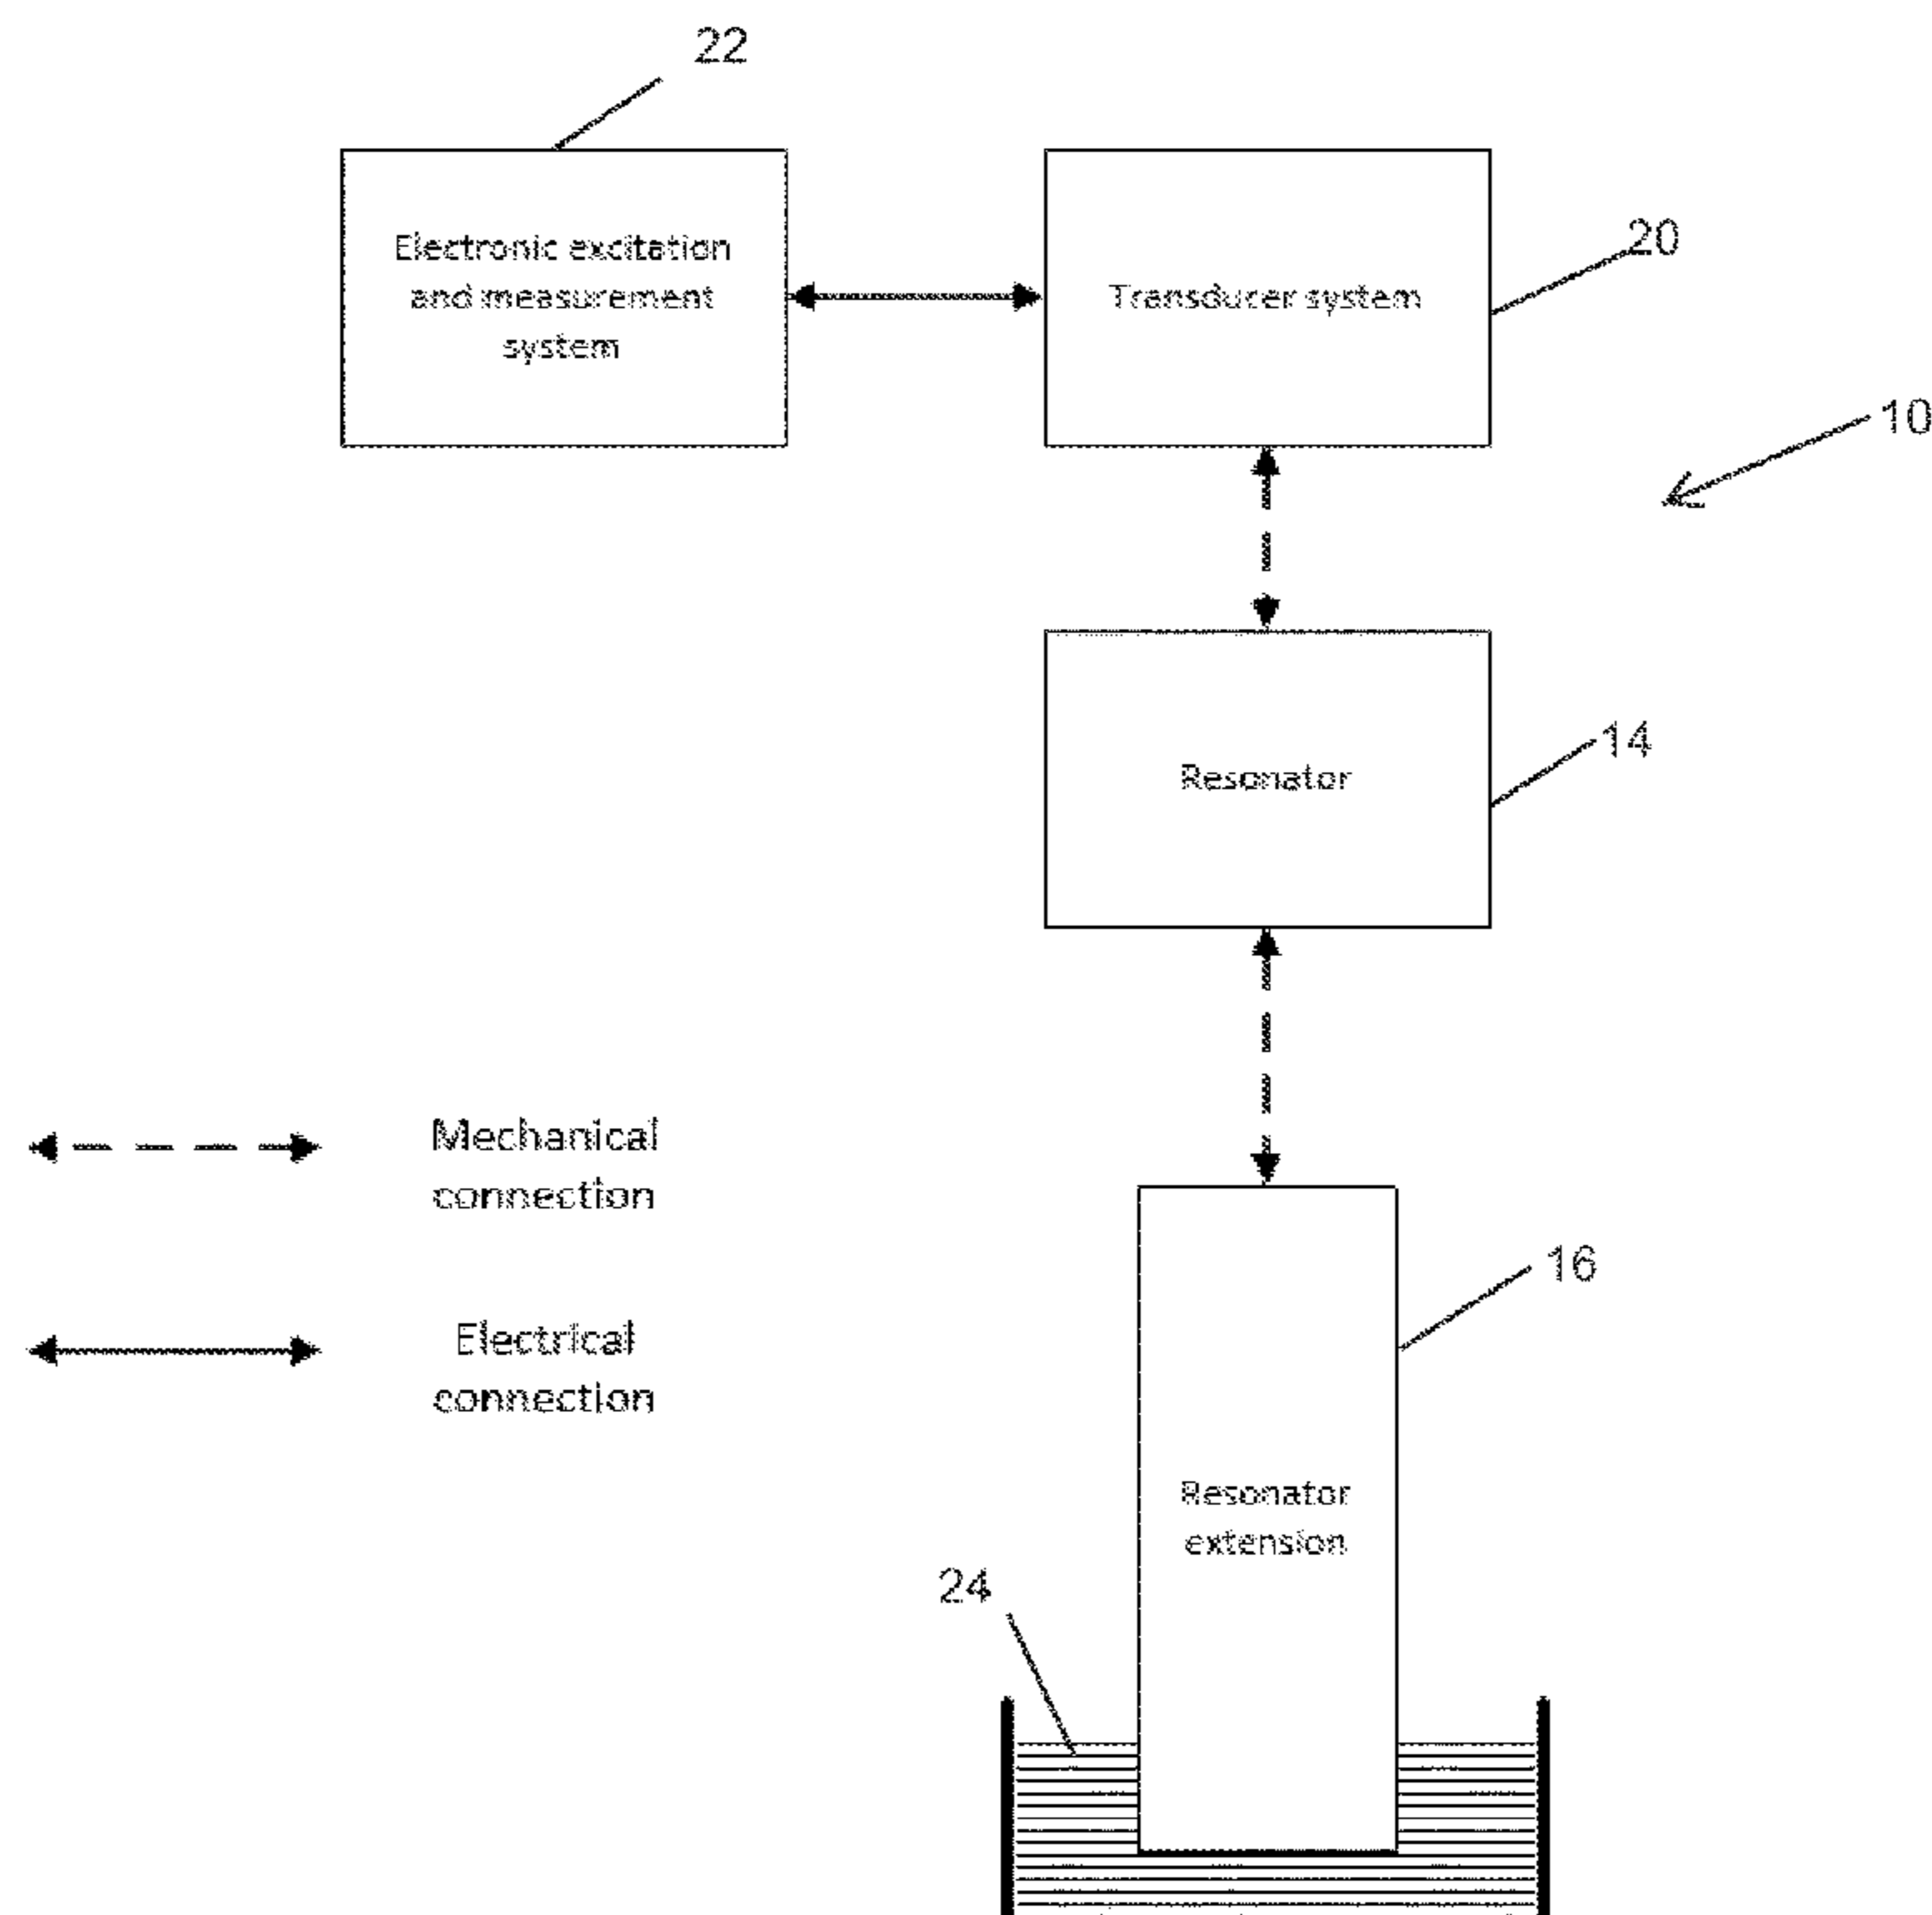 22
Electronic excitation
and measurement
system
Transducer system
20
10
Resonator
14
Mechanical
connection
Electrical
connection
16
Resonator
extension
24